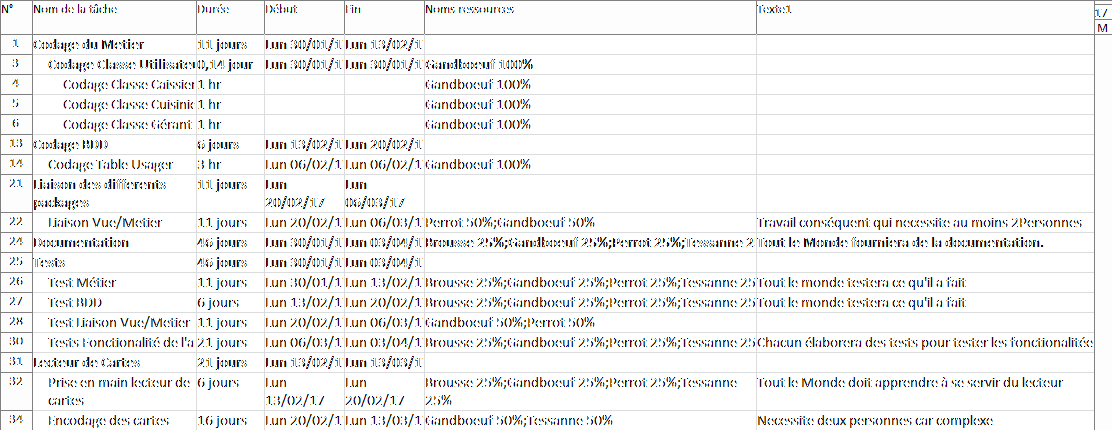 N° Nom de la tâche Durée Début Fin Noms ressources Texte1 17
M
1 Codage du Metier 11 jours Lun 30/01/1 Lun 13/02/1
3 Codage Classe Utilisateu 0,14 jour Lun 30/01/1 Lun 30/01/1 Gandboeuf 100%
4 Codage Classe Caissier 1 hr Gandboeuf 100%
5 Codage Classe Cuisinie 1 hr Gandboeuf 100%
6 Codage Classe Gérant 1 hr Gandboeuf 100%
13 Codage BDD 6 jours Lun 13/02/1 Lun 20/02/1
14 Codage Table Usager 3 hr Lun 06/02/1 Lun 06/02/1 Gandboeuf 100%
21 Liaison des differents 11 jours Lun Lun
packages 20/02/17 06/03/17
22 Liaison Vue/Metier 11 jours Lun 20/02/1 Lun 06/03/1 Perrot 50%;Gandboeuf 50% Travail conséquent qui necessite au moins 2Personnes
24 Documentation 46 jours Lun 30/01/1 Lun 03/04/1 Brousse 25%;Gandboeuf 25%;Perrot 25%;Tessanne 25 Tout le Monde fourniera de la documentation.
25 Tests 46 jours Lun 30/01/1 Lun 03/04/1
26 Test Métier 11 jours Lun 30/01/1 Lun 13/02/1 Brousse 25%;Gandboeuf 25%;Perrot 25%;Tessanne 25 Tout le monde testera ce qu'il a fait
27 Test BDD 6 jours Lun 13/02/1 Lun 20/02/1 Brousse 25%;Gandboeuf 25%;Perrot 25%;Tessanne 25 Tout le monde testera ce qu'il a fait
28 Test Liaison Vue/Metier 11 jours Lun 20/02/1 Lun 06/03/1 Gandboeuf 50%;Perrot 50%
30 Tests Fonctionalité de l'a 21 jours Lun 06/03/1 Lun 03/04/1 Brousse 25%;Gandboeuf 25%;Perrot 25%;Tessanne 25 Chacun élaborera des tests pour tester les fonctionalité
31 Lecteur de Cartes 21 jours Lun 13/02/1 Lun 13/03/1
32 Prise en main lecteur de 6 jours Lun Lun Brousse 25%;Gandboeuf 25%;Perrot 25%;Tessanne Tout le Monde doit apprendre à se servir du lecteur
cartes 13/02/17 20/02/17 25%
34 Encodage des cartes 16 jours Lun 20/02/1 Lun 13/03/1 Gandboeuf 50%;Tessanne 50% Necessite deux personnes car complexe